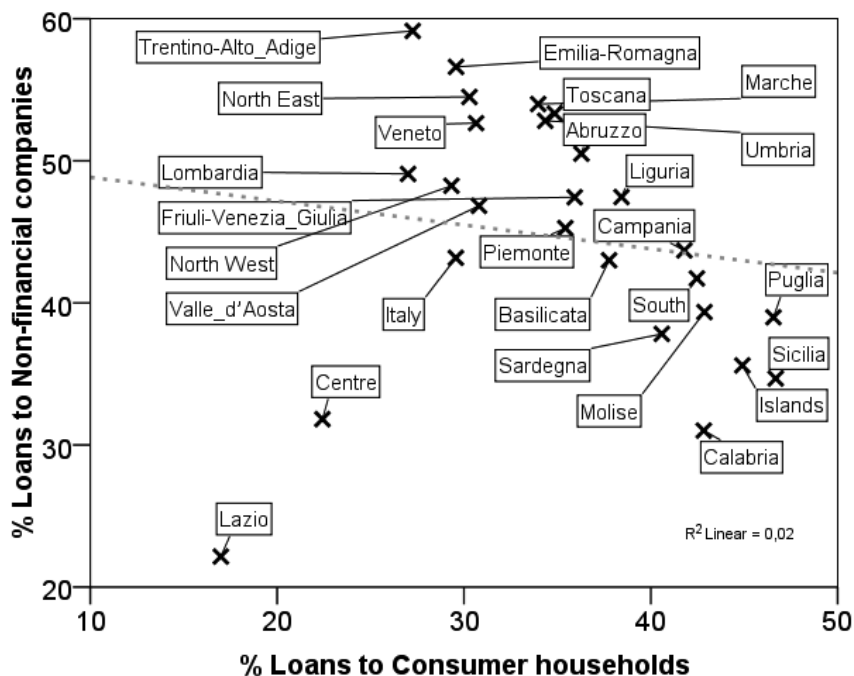 60
50
40
30
20
% Loans to Non-financial companies
Trentino-Alto_Adige
Emilia-Romagna
North East
Toscana
Marche
Veneto
Abruzzo
Umbria
Lombardia
Liguria
Friuli-Venezia_Giulia
Campania
Piemonte
North West
Puglia
Valle_d'Aosta
Italy
Basilicata
South
Sardegna
Sicilia
Centre
Molise
Islands
Calabria
Lazio
R² Linear = 0,02
10
20
30
40
50
% Loans to Consumer households